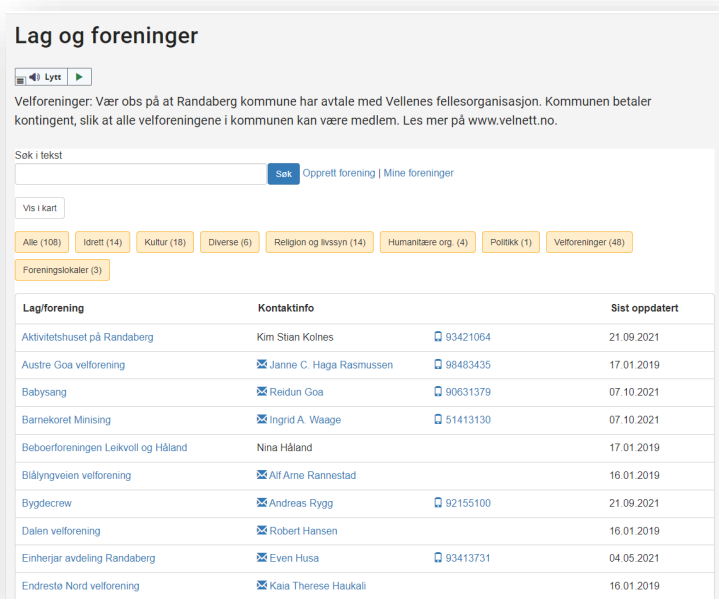 Lag og foreninger
Lytt
Velforeninger: Vær obs på at Randaberg kommune har avtale med Vellenes fellesorganisasjon. Kommunen betaler
kontingent, slik at alle velforeningene i kommunen kan være medlem. Les mer på www.velnett.no.
Søk i tekst
Søk Opprett forening | Mine foreninger
Vis i kart
Alle (108) Idrett (14) Kultur (18) Diverse (6) Religion og livssyn (14) Humanitære org. (4) Politikk (1) Velforeninger (48)
Foreningslokaler (3)
Lag/forening Kontaktinfo Sist oppdatert
Aktivitetshuset på Randaberg Kim Stian Kolnes 93421064 21.09.2021
Austre Goa velforening Janne C. Haga Rasmussen 98483435 17.01.2019
Babysang Reidun Goa 90631379 07.10.2021
Barnekoret Minising Ingrid A. Waage 51413130 07.10.2021
Beboerforeningen Leikvoll og Håland Nina Håland 17.01.2019
Blålyngveien velforening Alf Arne Rannestad 16.01.2019
Bygdecrew Andreas Rygg 92155100 21.09.2021
Dalen velforening Robert Hansen 16.01.2019
Einherjar avdeling Randaberg Even Husa 93413731 04.05.2021
Endrestø Nord velforening Kaia Therese Haukali 16.01.2019